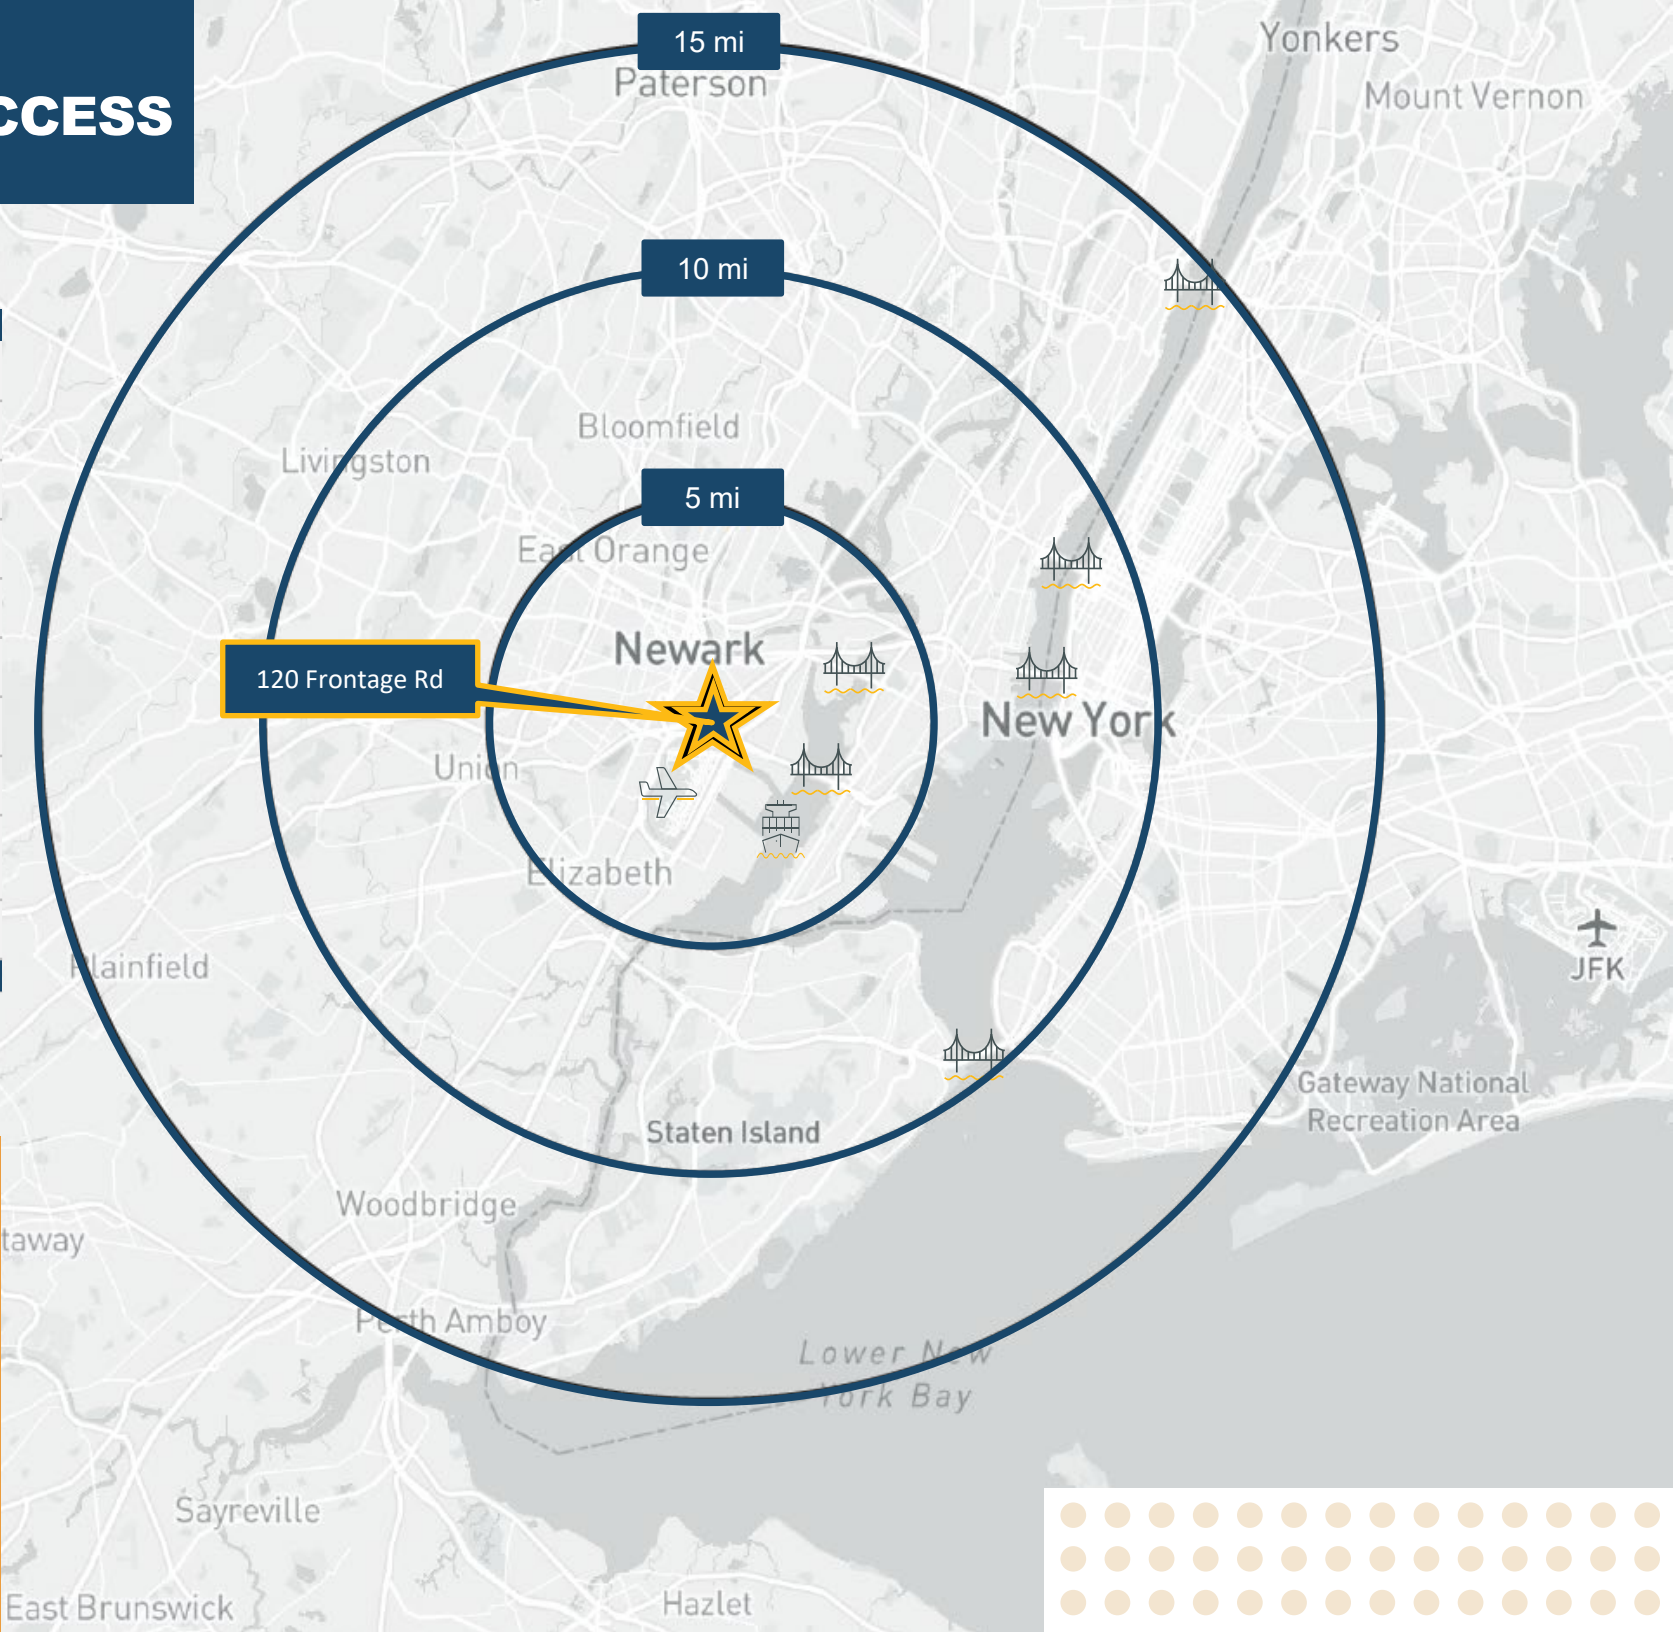 15 mi
Yonkers
Paterson
Mount Vernon
CCESS
10 mi
Bloomfield
Livingston
5 mi
East Orange
Newark
120 Frontage Rd
New York
Union
Elizabeth
Plainfield
JFK
Gateway National
Recreation Area
Staten Island
Woodbridge
taway
Perth Amboy
Lower New
York Bay
Sayreville
Hazlet
East Brunswick